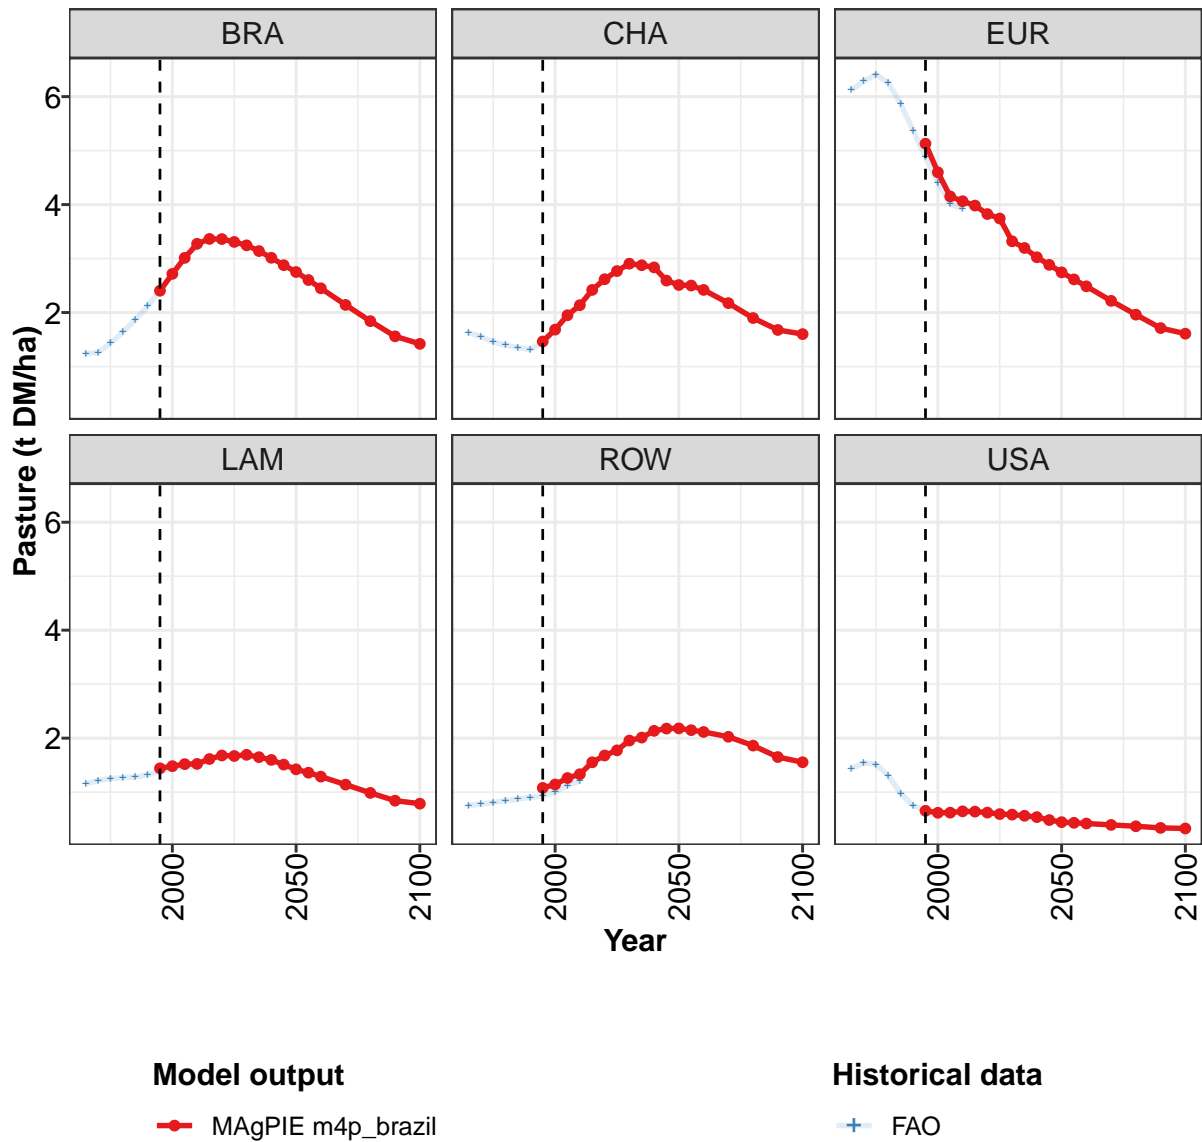 BRA
CHA
EUR
6
4
2
LAM
ROW
USA
6
4
2
Pasture (t DM/ha)
2000
2050
2100
2000
2050
2100
2000
2050
2100
Year
Model output
Historical data
MAgPIE m4p_brazil
FAO